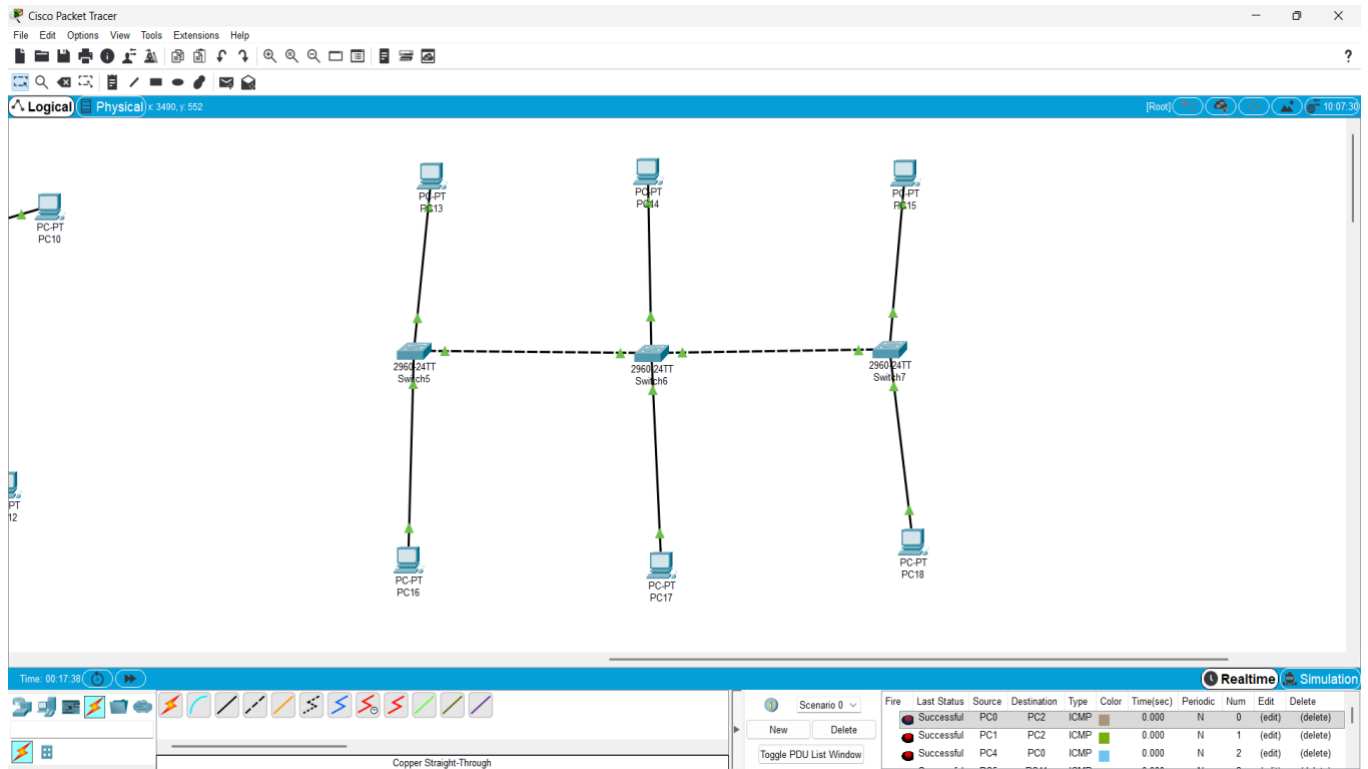 Cisco Packet Tracer
File Edit Options View Tools Extensions Help
?
Logical Physical x: 3490, y: 552 [Root] 10:07:30
PC-PT
PC10
PC-PT
PC13
PC-PT
PC14
PC-PT
PC15
2960-24TT
Switch5
2960-24TT
Switch6
2960-24TT
Switch7
PT
12
PC-PT
PC16
PC-PT
PC17
PC-PT
PC18
Time: 00:17:38 Realtime Simulation
Scenario 0
New Delete
Toggle PDU List Window
Copper Straight-Through
Fire Last Status Source Destination Type Color Time(sec) Periodic Num Edit Delete
Successful PC0 PC2 ICMP 0.000 N 0 (edit) (delete)
Successful PC1 PC2 ICMP 0.000 N 1 (edit) (delete)
Successful PC4 PC0 ICMP 0.000 N 2 (edit) (delete)